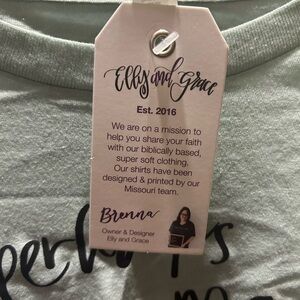 Elly and Grace
Est. 2016
We are on a mission to
help you share your faith
with our biblically based,
super soft clothing.
Our shirts have been
designed & printed by our
Missouri team.
Brenna
Owner & Designer
Elly and Grace